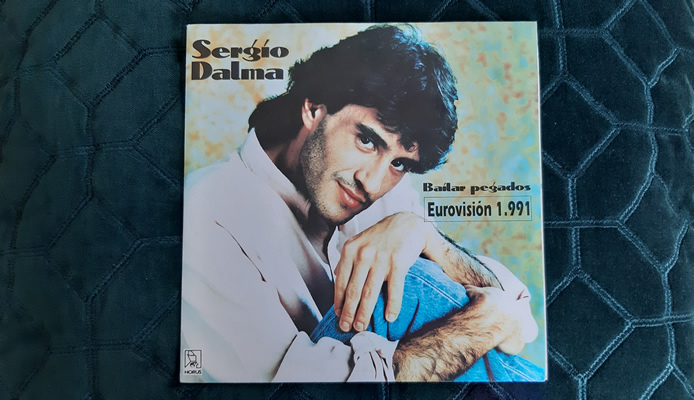 Sergio
Dalma
Bailar pegados
Eurovisión 1.991
HORUS